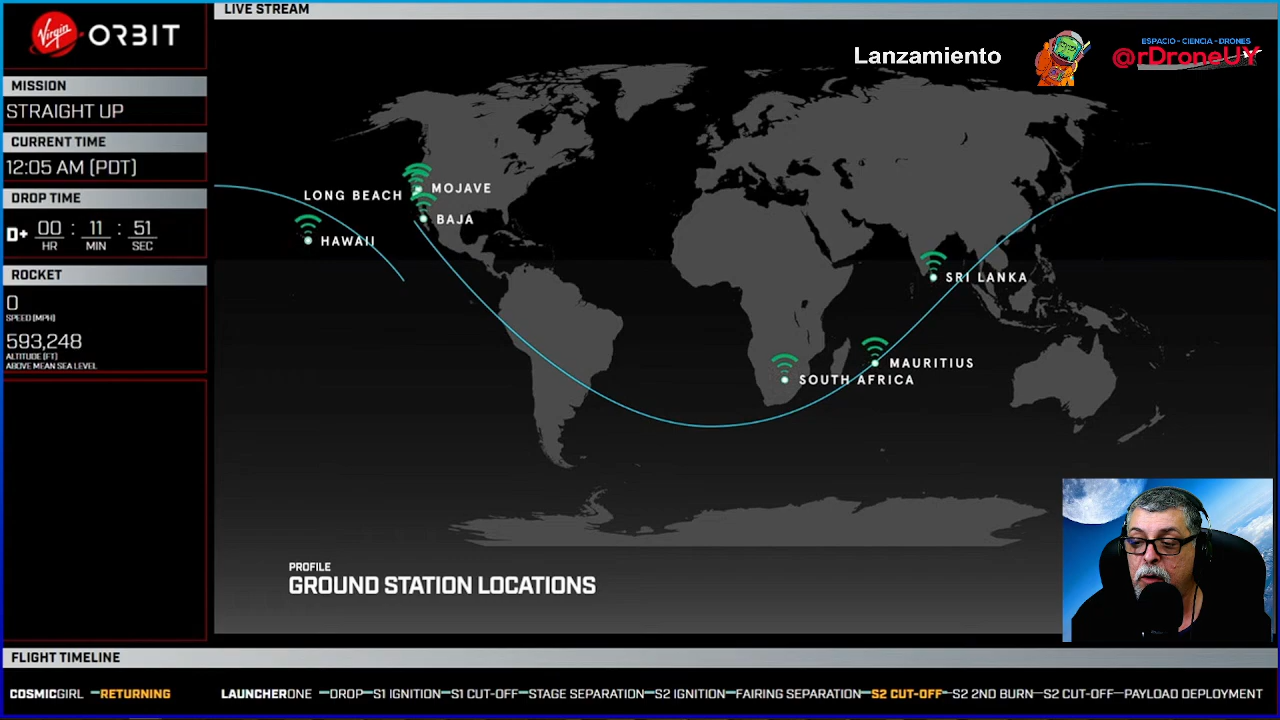 LIVE STREAM
Virgin ORBIT
Lanzamiento
ESPACIO - CIENCIA - DRONES
@rDroneUY
MISSION
STRAIGHT UP
CURRENT TIME
12:05 AM (PDT)
DROP TIME
D+ 00 : 11 : 51
HR MIN SEC
ROCKET
0
SPEED (MPH)
593,248
ALTITUDE (FT)
ABOVE MEAN SEA LEVEL
LONG BEACH
MOJAVE
BAJA
HAWAII
SRI LANKA
MAURITIUS
SOUTH AFRICA
PROFILE
GROUND STATION LOCATIONS
FLIGHT TIMELINE
COSMICGIRL RETURNING
LAUNCHERONE DROP S1 IGNITION S1 CUT-OFF STAGE SEPARATION S2 IGNITION FAIRING SEPARATION S2 CUT-OFF S2 2ND BURN S2 CUT-OFF PAYLOAD DEPLOYMENT